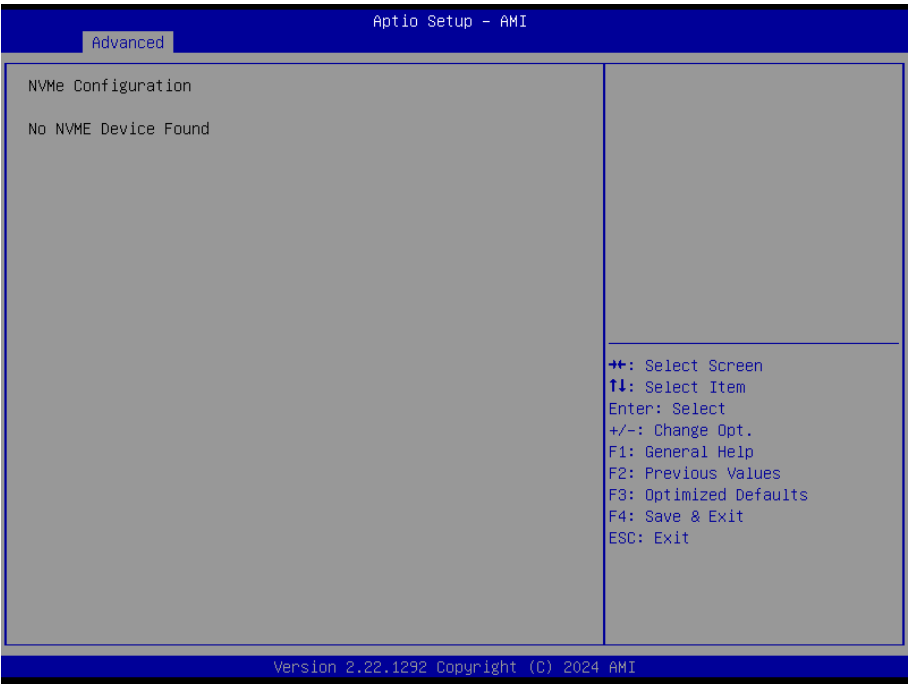 Aptio Setup – AMI
Advanced
NVMe Configuration
No NVME Device Found
→←: Select Screen
↑↓: Select Item
Enter: Select
+/-: Change Opt.
F1: General Help
F2: Previous Values
F3: Optimized Defaults
F4: Save & Exit
ESC: Exit
Version 2.22.1292 Copyright (C) 2024 AMI